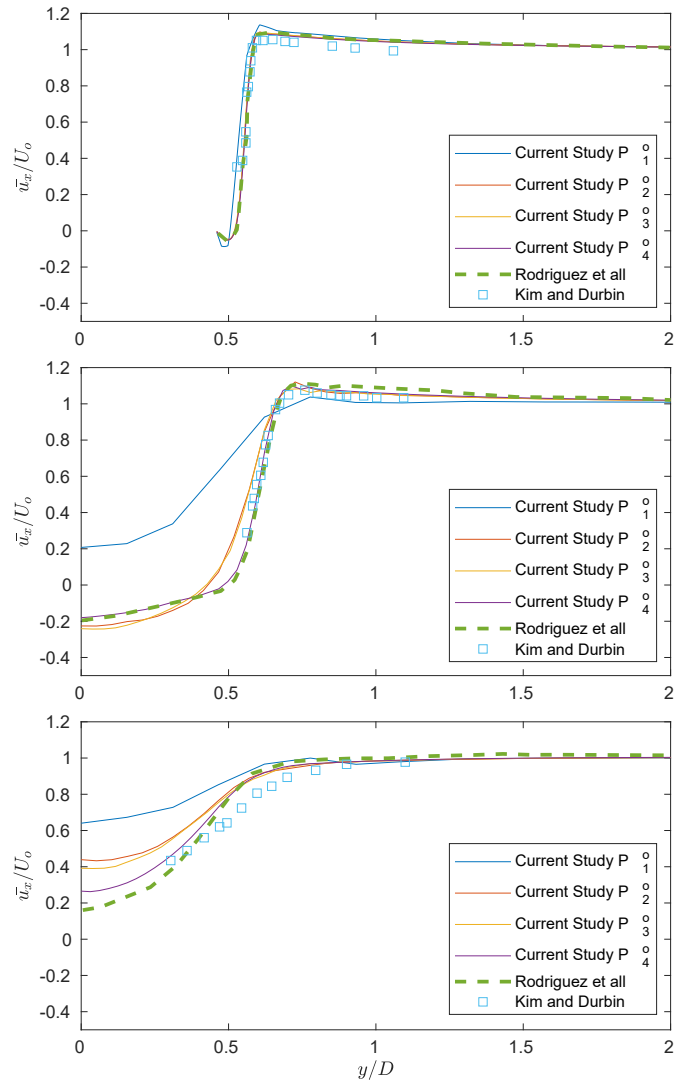 1.2
1
0.8
0.6
0.4
0.2
0
-0.2
-0.4
ūₓ/Uₒ
Current Study P o 1
Current Study P o 2
Current Study P o 3
Current Study P o 4
Rodriguez et all
Kim and Durbin
0 0.5 1 1.5 2
1.2
1
0.8
0.6
0.4
0.2
0
-0.2
-0.4
ūₓ/Uₒ
Current Study P o 1
Current Study P o 2
Current Study P o 3
Current Study P o 4
Rodriguez et all
Kim and Durbin
0 0.5 1 1.5 2
1.2
1
0.8
0.6
0.4
0.2
0
-0.2
-0.4
ūₓ/Uₒ
Current Study P o 1
Current Study P o 2
Current Study P o 3
Current Study P o 4
Rodriguez et all
Kim and Durbin
0 0.5 1 1.5 2
y/D